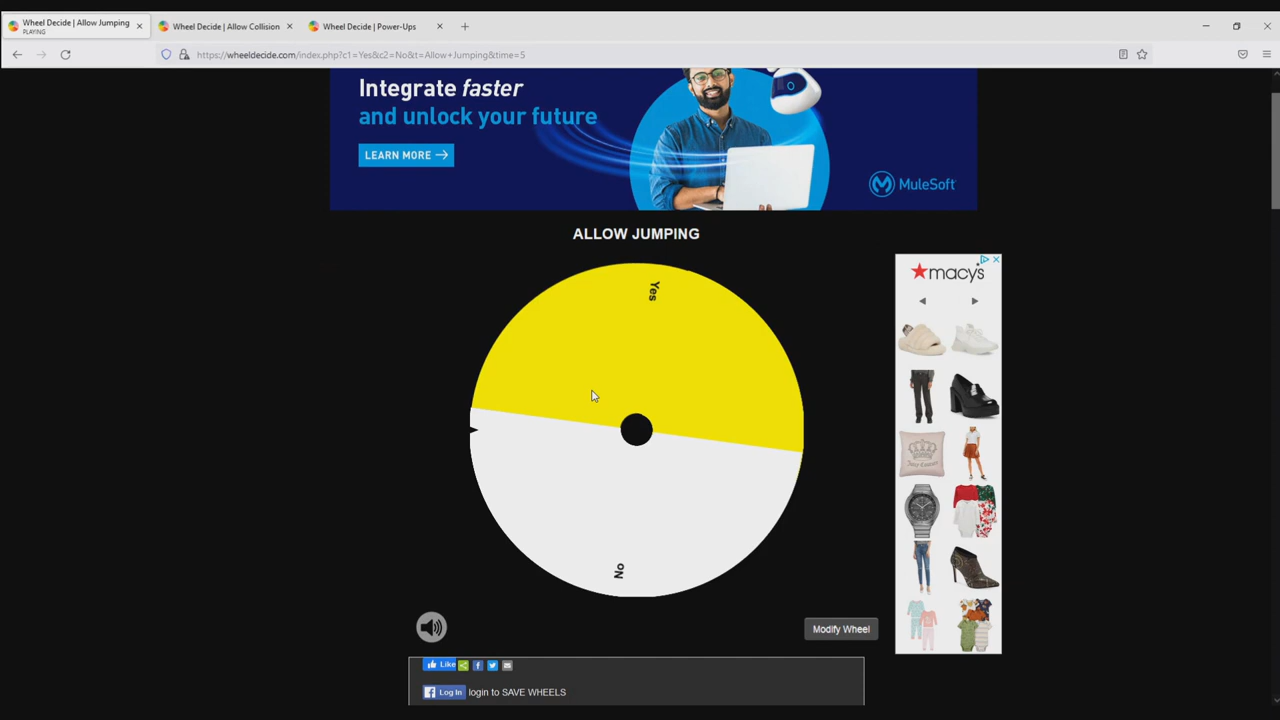 Wheel Decide | Allow Jumping
PLAYING
Wheel Decide | Allow Collision
Wheel Decide | Power-Ups
https://wheeldecide.com/index.php?c1=Yes&c2=No&t=Allow+Jumping&time=5
Integrate faster
and unlock your future
LEARN MORE →
MuleSoft
ALLOW JUMPING
macy's
Yes
No
Modify Wheel
Like
Log In login to SAVE WHEELS